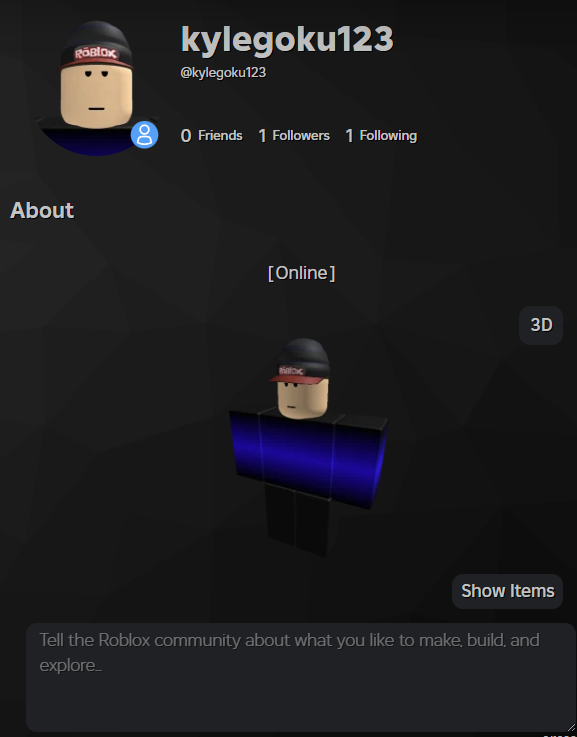 ROBLOX
kylegoku123
@kylegoku123
0 Friends 1 Followers 1 Following
About
[Online]
3D
ROBLOX
Show Items
Tell the Roblox community about what you like to make, build, and
explore...